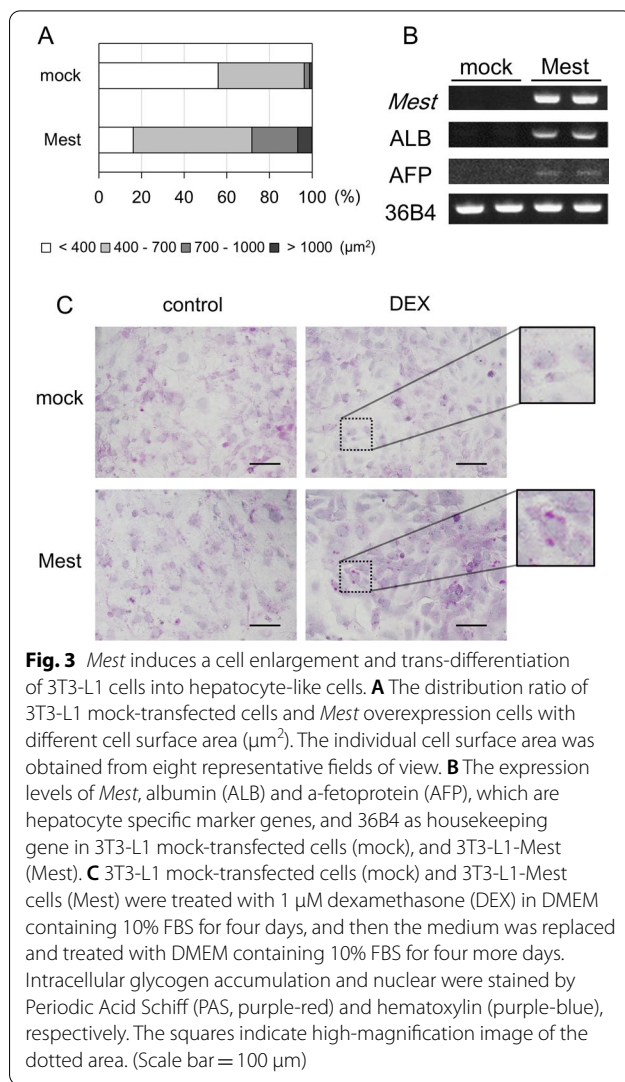 A
mock
Mest
0 20 40 60 80 100 (%)
< 400 400 - 700 700 - 1000 > 1000 (µm²)
B
mock Mest
Mest
ALB
AFP
36B4
C
control DEX
mock
Mest
Fig. 3 Mest induces a cell enlargement and trans-differentiation
of 3T3-L1 cells into hepatocyte-like cells. A The distribution ratio of
3T3-L1 mock-transfected cells and Mest overexpression cells with
different cell surface area (µm²). The individual cell surface area was
obtained from eight representative fields of view. B The expression
levels of Mest, albumin (ALB) and a-fetoprotein (AFP), which are
hepatocyte specific marker genes, and 36B4 as housekeeping
gene in 3T3-L1 mock-transfected cells (mock), and 3T3-L1-Mest
(Mest). C 3T3-L1 mock-transfected cells (mock) and 3T3-L1-Mest
cells (Mest) were treated with 1 µM dexamethasone (DEX) in DMEM
containing 10% FBS for four days, and then the medium was replaced
and treated with DMEM containing 10% FBS for four more days.
Intracellular glycogen accumulation and nuclear were stained by
Periodic Acid Schiff (PAS, purple-red) and hematoxylin (purple-blue),
respectively. The squares indicate high-magnification image of the
dotted area. (Scale bar = 100 µm)